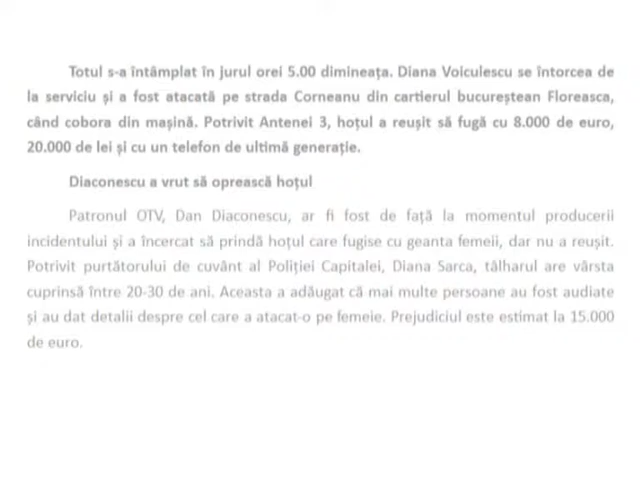 Totul s-a întâmplat în jurul orei 5.00 dimineața. Diana Voiculescu se întorcea de
la serviciu și a fost atacată pe strada Corneanu din cartierul bucureștean Floreasca,
când cobora din mașină. Potrivit Antenei 3, hoțul a reușit să fugă cu 8.000 de euro,
20.000 de lei și cu un telefon de ultimă generație.
Diaconescu a vrut să oprească hoțul
Patronul OTV, Dan Diaconescu, ar fi fost de față la momentul producerii
incidentului și a încercat să prindă hoțul care fugise cu geanta femeii, dar nu a reușit.
Potrivit purtătorului de cuvânt al Poliției Capitalei, Diana Sarca, tâlharul are vârsta
cuprinsă între 20-30 de ani. Aceasta a adăugat că mai multe persoane au fost audiate
și au dat detalii despre cel care a atacat-o pe femeie. Prejudiciul este estimat la 15.000
de euro.